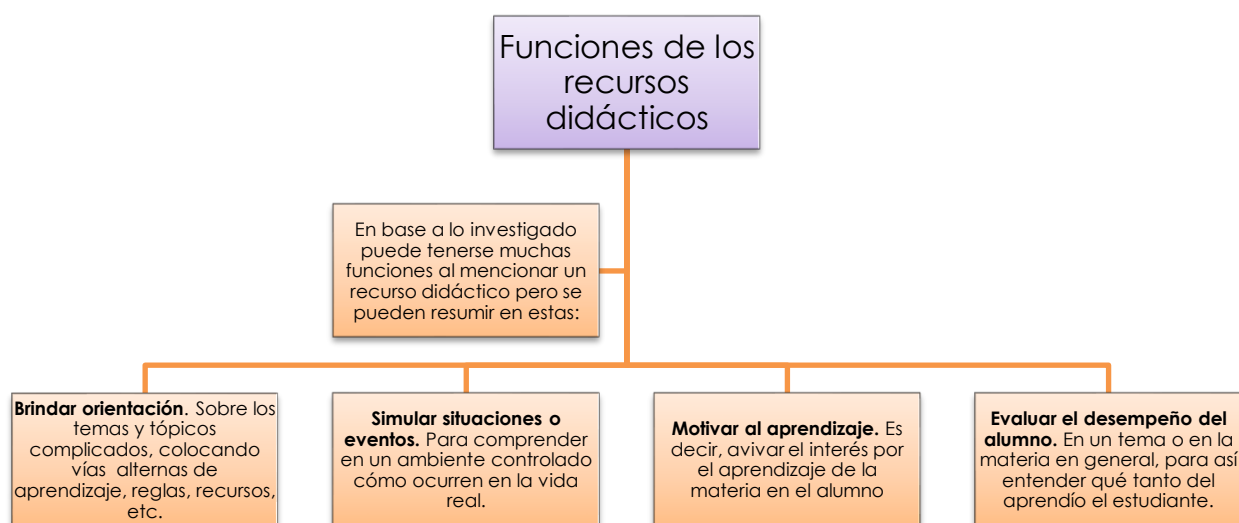 Funciones de los
recursos
didácticos
En base a lo investigado
puede tenerse muchas
funciones al mencionar un
recurso didáctico pero se
pueden resumir en estas:
Brindar orientación. Sobre los
temas y tópicos
complicados, colocando
vías alternas de
aprendizaje, reglas, recursos,
etc.
Simular situaciones o
eventos. Para comprender
en un ambiente controlado
cómo ocurren en la vida
real.
Motivar al aprendizaje. Es
decir, avivar el interés por
el aprendizaje de la
materia en el alumno
Evaluar el desempeño del
alumno. En un tema o en la
materia en general, para así
entender qué tanto del
aprendío el estudiante.